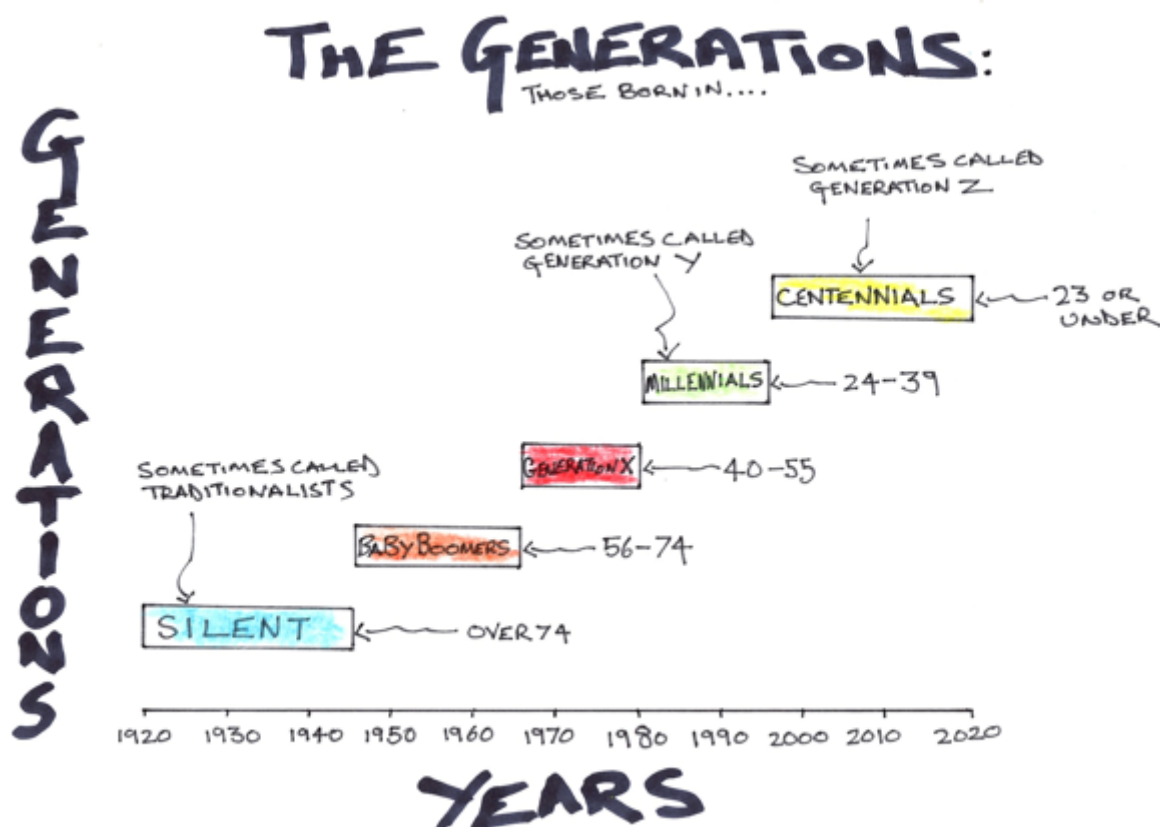 THE GENERATIONS:
THOSE BORN IN....
GENERATIONS
SOMETIMES CALLED
GENERATION Z
SOMETIMES CALLED
GENERATION Y
CENTENNIALS
23 OR
UNDER
MILLENNIALS
24-39
SOMETIMES CALLED
TRADITIONALISTS
GENERATION X
40-55
BABY BOOMERS
56-74
SILENT
OVER 74
1920 1930 1940 1950 1960 1970 1980 1990 2000 2010 2020
YEARS